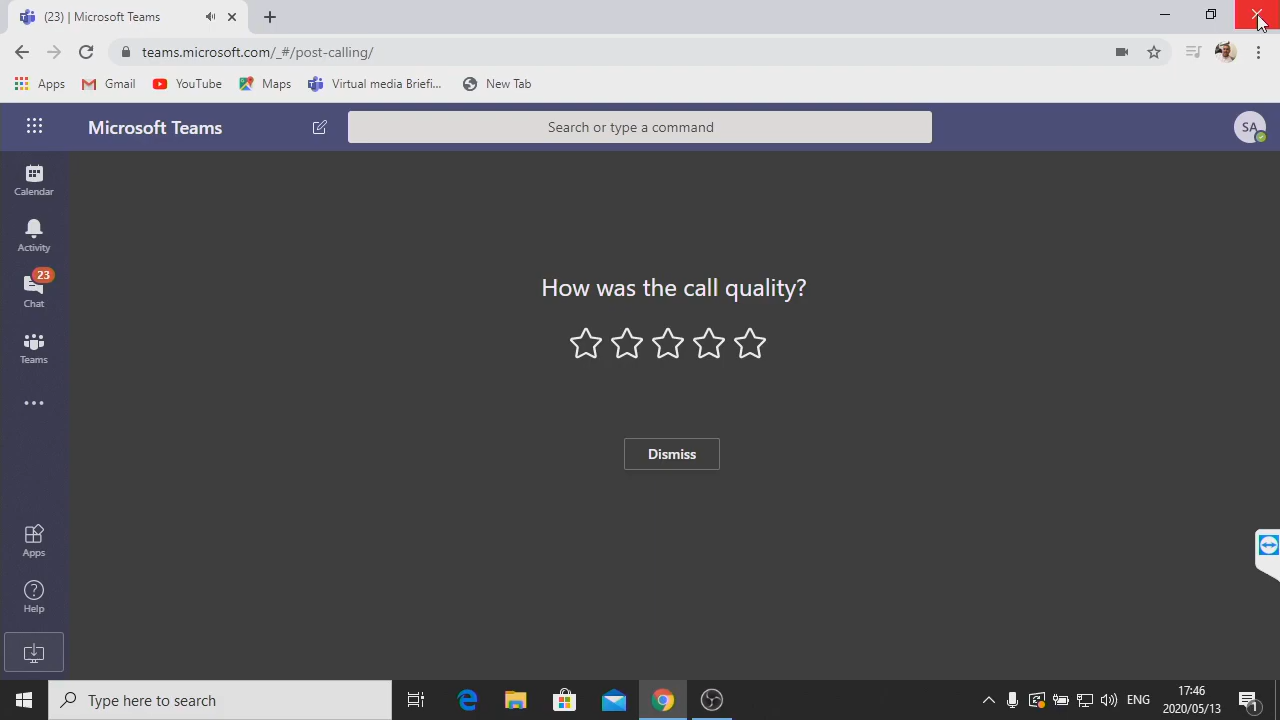 (23) | Microsoft Teams
teams.microsoft.com/_#/post-calling/
Apps
Gmail
YouTube
Maps
Virtual media Briefi...
New Tab
Microsoft Teams
Search or type a command
SA
Calendar
Activity
23
Chat
Teams
How was the call quality?
Dismiss
Apps
Help
Type here to search
ENG
17:46
2020/05/13
1